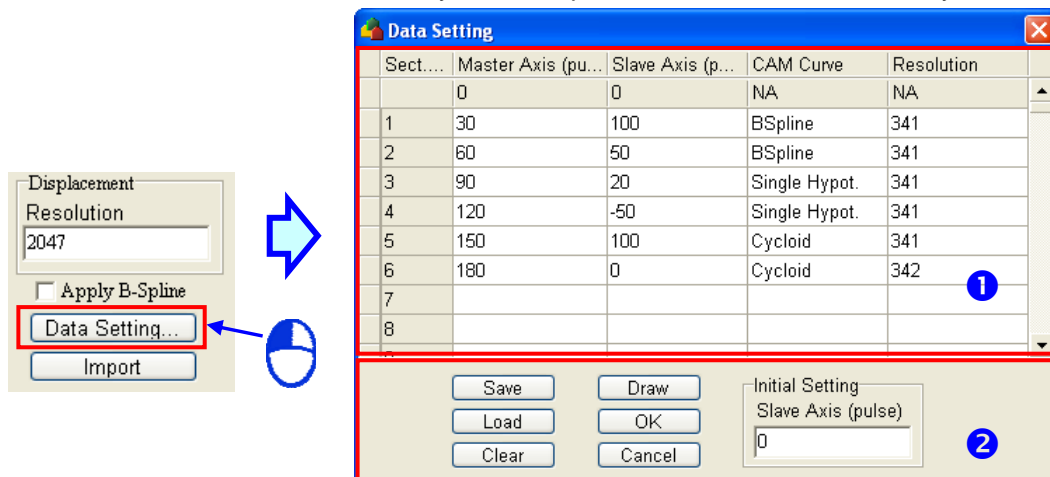 Displacement
Resolution
2047
Apply B-Spline
Data Setting...
Import
Data Setting
Sect.... Master Axis (pu... Slave Axis (p... CAM Curve Resolution
0 0 NA NA
1 30 100 BSpline 341
2 60 50 BSpline 341
3 90 20 Single Hypot. 341
4 120 -50 Single Hypot. 341
5 150 100 Cycloid 341
6 180 0 Cycloid 342
7
8
❶
Save Draw Initial Setting
Load OK Slave Axis (pulse)
Clear Cancel 0
❷